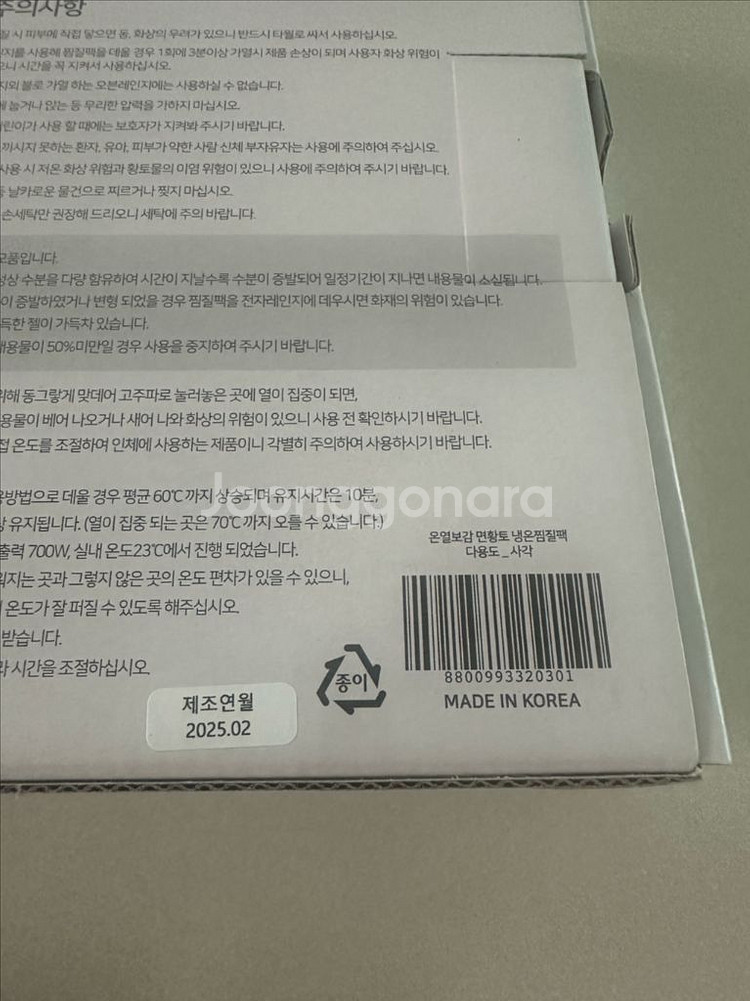 주의사항
질 시 피부에 직접 닿으면 동, 화상의 우려가 있으니 반드시 타월로 싸서 사용하십시오.
지를 사용해 찜질팩을 데울 경우 1회에 3분이상 가열시 제품 손상이 되며 사용자 화상 위험이
으니 시간을 꼭 지켜서 사용하십시오.
지외 불로 가열 하는 오븐레인지에는 사용하실 수 없습니다.
에 눕거나 앉는 등 무리한 압력을 가하지 마십시오.
어린이가 사용 할 때에는 보호자가 지켜봐 주시기 바랍니다.
끼시지 못하는 환자, 유아, 피부가 약한 사람 신체 부자유자는 사용에 주의하여 주십시오.
사용 시 저온 화상 위험과 황토물의 이염 위험이 있으니 사용에 주의하여 주시기 바랍니다.
등 날카로운 물건으로 찌르거나 찢지 마십시오.
손세탁만 권장해 드리오니 세탁에 주의 바랍니다.
모품입니다.
성상 수분을 다량 함유하여 시간이 지날수록 수분이 증발되어 일정기간이 지나면 내용물이 소실됩니다.
이 증발하였거나 변형 되었을 경우 찜질팩을 전자레인지에 데우시면 화재의 위험이 있습니다.
득한 젤이 가득차 있습니다.
내용물이 50%미만일 경우 사용을 중지하여 주시기 바랍니다.
위해 동그랗게 맞데어 고주파로 눌러놓은 곳에 열이 집중이 되면,
용물이 베어 나오거나 새어 나와 화상의 위험이 있으니 사용 전 확인하시기 바랍니다.
접 온도를 조절하여 인체에 사용하는 제품이니 각별히 주의하여 사용하시기 바랍니다.
용방법으로 데울 경우 평균 60℃ 까지 상승되며 유지시간은 10분,
상 유지됩니다. (열이 집중 되는 곳은 70℃ 까지 오를 수 있습니다.)
출력 700W, 실내 온도23℃에서 진행 되었습니다.
워지는 곳과 그렇지 않은 곳의 온도 편차가 있을 수 있으니,
온도가 잘 퍼질 수 있도록 해주십시오.
받습니다.
라 시간을 조절하십시오.
Joonggonara
온열보감 면황토 냉온찜질팩
다용도_사각
8800993320301
MADE IN KOREA
종이
제조연월
2025.02